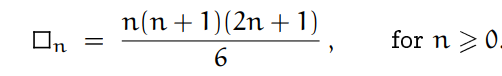 □ₙ = n(n + 1)(2n + 1) / 6 , for n ⩾ 0.